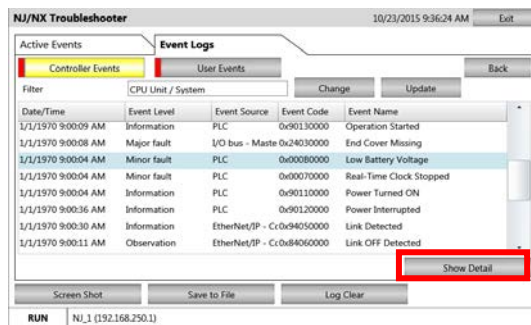 NJ/NX Troubleshooter 10/23/2015 9:36:24 AM Exit
Active Events Event Logs
Controller Events User Events Back
Filter CPU Unit / System Change Update
Date/Time Event Level Event Source Event Code Event Name
1/1/1970 9:00:09 AM Information PLC 0x90130000 Operation Started
1/1/1970 9:00:08 AM Major fault I/O bus - Maste 0x24030000 End Cover Missing
1/1/1970 9:00:04 AM Minor fault PLC 0x00080000 Low Battery Voltage
1/1/1970 9:00:04 AM Minor fault PLC 0x00070000 Real-Time Clock Stopped
1/1/1970 9:00:04 AM Information PLC 0x90110000 Power Turned ON
1/1/1970 9:00:36 AM Information PLC 0x90120000 Power Interrupted
1/1/1970 9:00:30 AM Information EtherNet/IP - Cc 0x94050000 Link Detected
1/1/1970 9:00:11 AM Observation EtherNet/IP - Cc 0x84060000 Link OFF Detected
Show Detail
Screen Shot Save to File Log Clear
RUN NJ_1 (192.168.250.1)